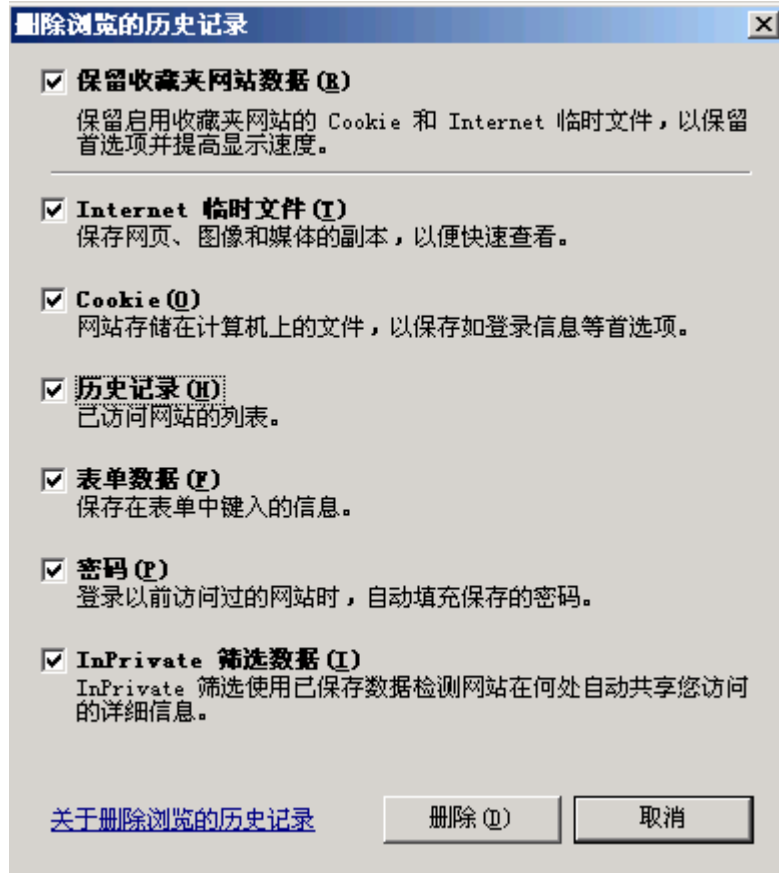 删除浏览的历史记录
保留收藏夹网站数据(R)
保留启用收藏夹网站的 Cookie 和 Internet 临时文件，以保留
首选项并提高显示速度。
Internet 临时文件(T)
保存网页、图像和媒体的副本，以便快速查看。
Cookie(O)
网站存储在计算机上的文件，以保存如登录信息等首选项。
历史记录(H)
已访问网站的列表。
表单数据(F)
保存在表单中键入的信息。
密码(P)
登录以前访问过的网站时，自动填充保存的密码。
InPrivate 筛选数据(I)
InPrivate 筛选使用已保存数据检测网站在何处自动共享您访问
的详细信息。
关于删除浏览的历史记录 删除(D) 取消